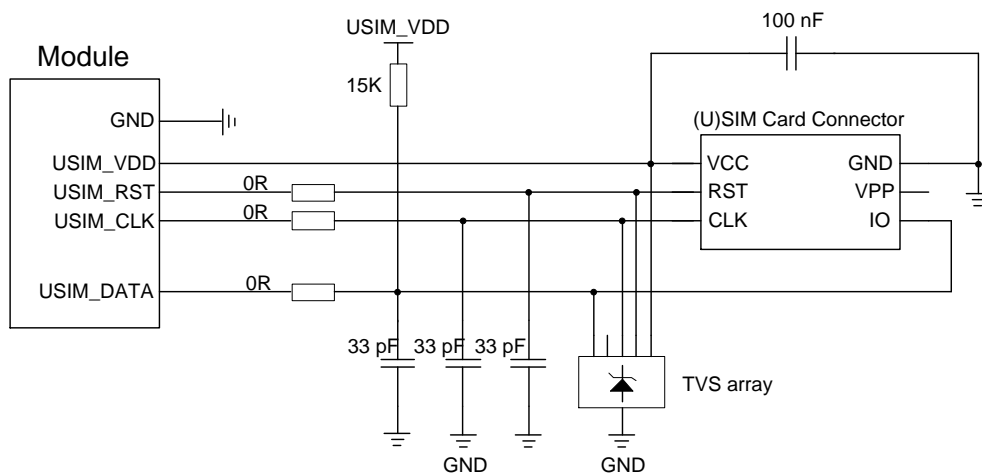 100 nF
USIM_VDD
Module
15K
GND
(U)SIM Card Connector
USIM_VDD
VCC
GND
USIM_RST
0R
RST
VPP
USIM_CLK
0R
CLK
IO
USIM_DATA
0R
33 pF
33 pF
33 pF
TVS array
GND
GND